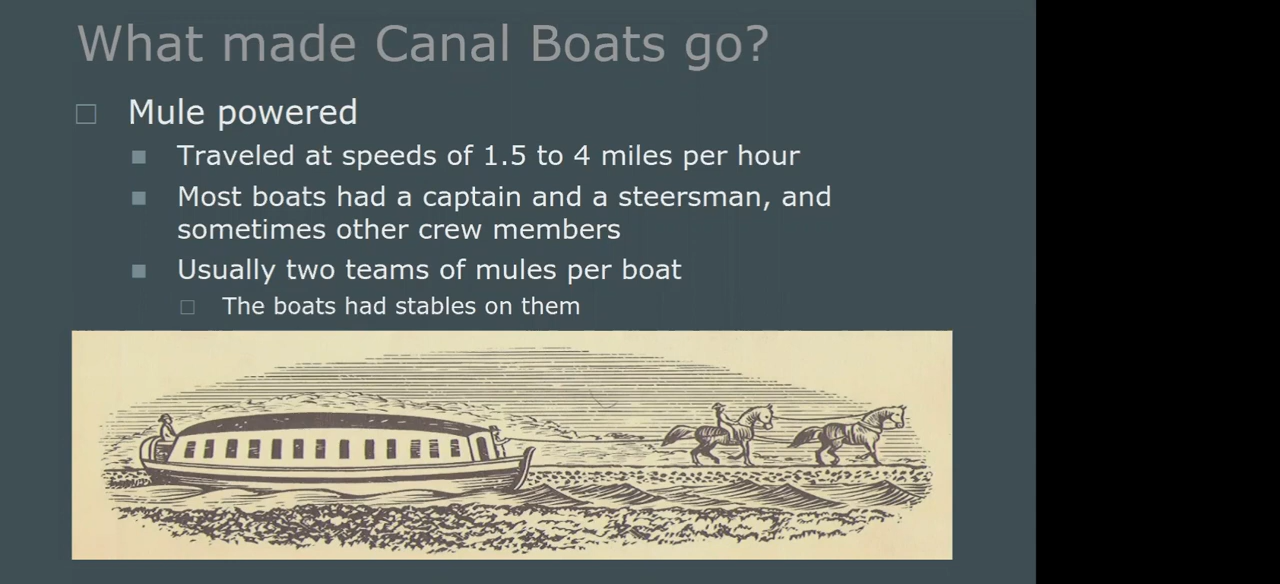 What made Canal Boats go?
Mule powered
Traveled at speeds of 1.5 to 4 miles per hour
Most boats had a captain and a steersman, and
sometimes other crew members
Usually two teams of mules per boat
The boats had stables on them